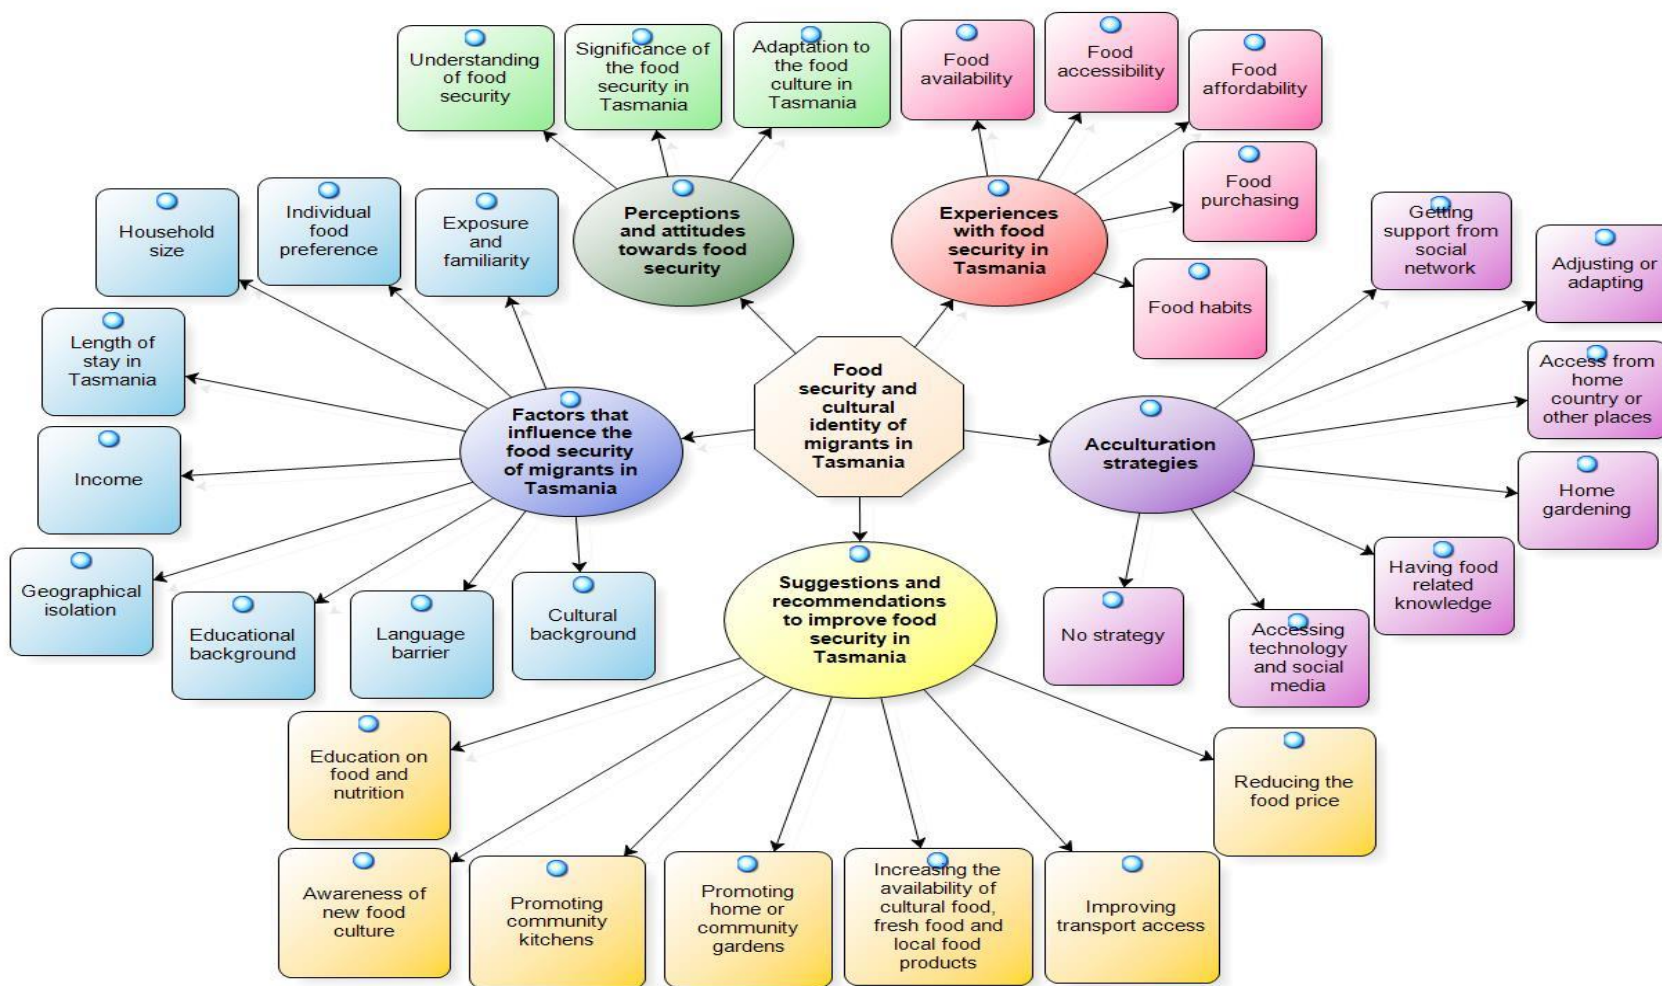 Understanding
of food
security
Significance of
the food
security in
Tasmania
Adaptation to
the food
culture in
Tasmania
Food
availability
Food
accessibility
Food
affordability
Food
purchasing
Food habits
Perceptions
and attitudes
towards food
security
Experiences
with food
security in
Tasmania
Household
size
Individual
food
preference
Exposure and
familiarity
Length of
stay in
Tasmania
Income
Geographical
isolation
Educational
background
Language
barrier
Cultural
background
Factors that
influence the
food security
of migrants in
Tasmania
Food
security and
cultural
identity of
migrants in
Tasmania
Acculturation
strategies
Getting
support from
social
network
Adjusting or
adapting
Access from
home
country or
other places
Home
gardening
Having food
related
knowledge
Accessing
technology
and social
media
No strategy
Suggestions and
recommendations
to improve food
security in
Tasmania
Education on
food and
nutrition
Awareness of
new food
culture
Promoting
community
kitchens
Promoting
home or
community
gardens
Increasing the
availability of
cultural food,
fresh food and
local food
products
Improving
transport access
Reducing the
food price